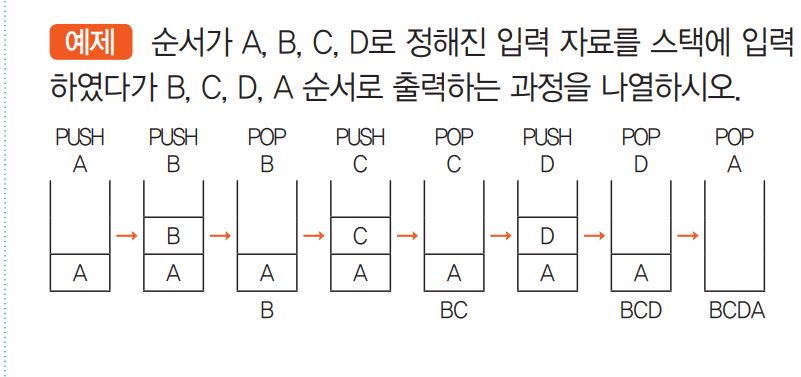 예제 순서가 A, B, C, D로 정해진 입력 자료를 스택에 입력
하였다가 B, C, D, A 순서로 출력하는 과정을 나열하시오.
PUSH PUSH POP PUSH POP PUSH POP POP
A B B C C D D A
B C D
A A A A A A A
B BC BCD BCDA